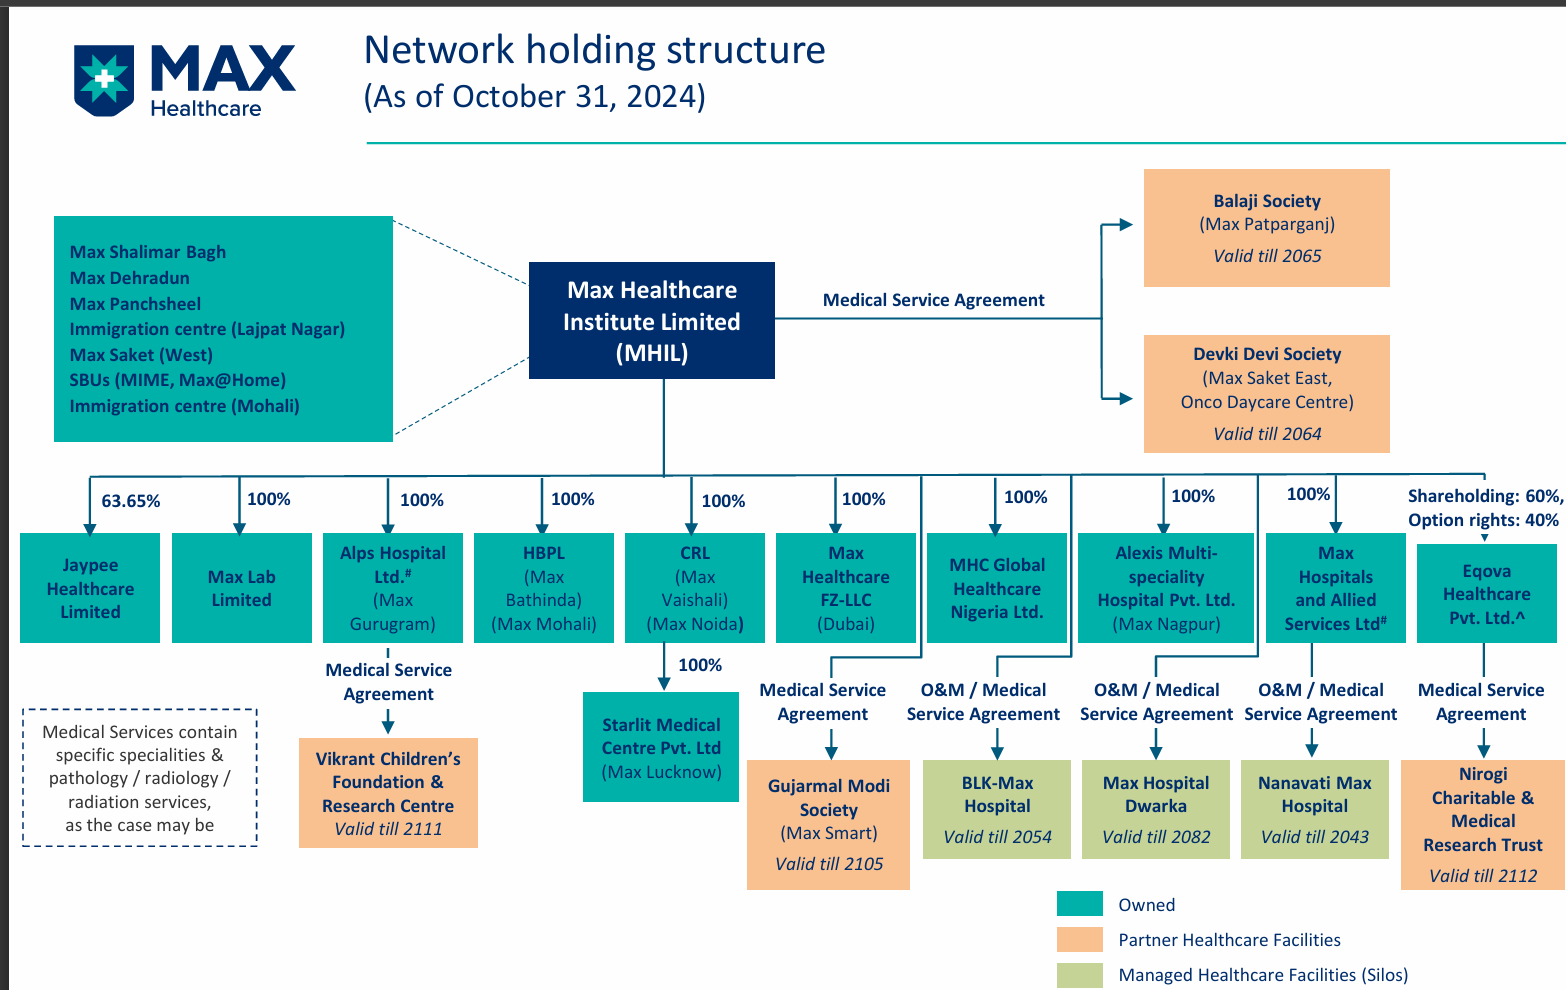 MAX
Healthcare
Network holding structure
(As of October 31, 2024)
Max Shalimar Bagh
Max Dehradun
Max Panchsheel
Immigration centre (Lajpat Nagar)
Max Saket (West)
SBUs (MIME, Max@Home)
Immigration centre (Mohali)
Max Healthcare
Institute Limited
(MHIL)
Medical Service Agreement
Balaji Society
(Max Patparganj)
Valid till 2065
Devki Devi Society
(Max Saket East,
Onco Daycare Centre)
Valid till 2064
63.65%
100%
100%
100%
100%
100%
100%
100%
100%
Shareholding: 60%,
Option rights: 40%
Jaypee
Healthcare
Limited
Max Lab
Limited
Alps Hospital
Ltd.#
(Max
Gurugram)
HBPL
(Max
Bathinda)
(Max Mohali)
CRL
(Max
Vaishali)
(Max Noida)
Max
Healthcare
FZ-LLC
(Dubai)
MHC Global
Healthcare
Nigeria Ltd.
Alexis Multi-
speciality
Hospital Pvt. Ltd.
(Max Nagpur)
Max
Hospitals
and Allied
Services Ltd#
Eqova
Healthcare
Pvt. Ltd.^
Medical Service
Agreement
100%
Medical Service
Agreement
O&M / Medical
Service Agreement
O&M / Medical
Service Agreement
O&M / Medical
Service Agreement
Medical Service
Agreement
Medical Services contain
specific specialities &
pathology / radiology /
radiation services,
as the case may be
Vikrant Children's
Foundation &
Research Centre
Valid till 2111
Starlit Medical
Centre Pvt. Ltd
(Max Lucknow)
Gujarmal Modi
Society
(Max Smart)
Valid till 2105
BLK-Max
Hospital
Valid till 2054
Max Hospital
Dwarka
Valid till 2082
Nanavati Max
Hospital
Valid till 2043
Nirogi
Charitable &
Medical
Research Trust
Valid till 2112
Owned
Partner Healthcare Facilities
Managed Healthcare Facilities (Silos)